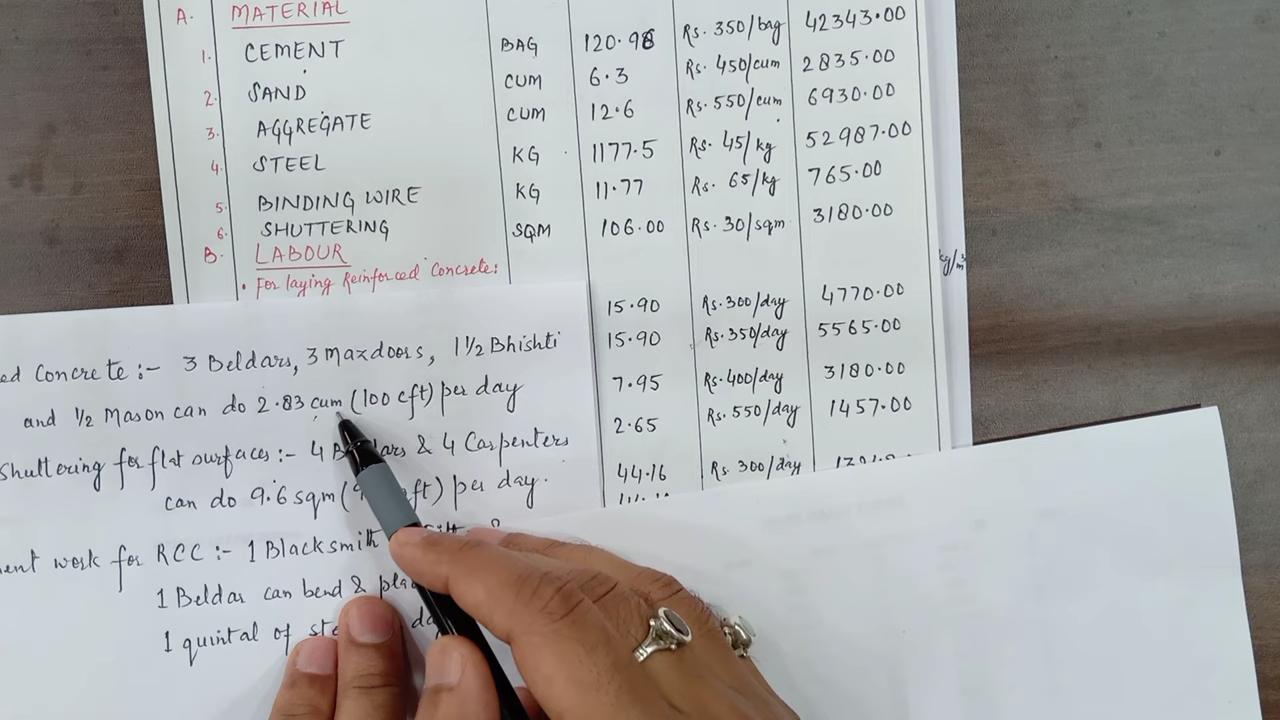 A. MATERIAL
1. CEMENT BAG 120.96 Rs. 350/bag 42343.00
2. SAND CUM 6.3 Rs. 450/cum 2835.00
3. AGGREGATE CUM 12.6 Rs. 550/cum 6930.00
4. STEEL KG 1177.5 Rs. 45/kg 52987.00
5. BINDING WIRE KG 11.77 Rs. 65/kg 765.00
6. SHUTTERING SQM 106.00 Rs. 30/sqm 3180.00
B. LABOUR
• For laying Reinforced Concrete:
15.90 Rs.300/day 4770.00
15.90 Rs.350/day 5565.00
7.95 Rs.400/day 3180.00
2.65 Rs.550/day 1457.00
44.16 Rs. 300/day
kg/m³
ed Concrete :- 3 Beldars, 3 Mazdoors, 1 1/2 Bhishti
and 1/2 Mason can do 2.83 cum (100 cft) per day
Shuttering for flat surfaces :- 4 & 4 Carpenters
can do 9.6 sqm ( per day.
ent work for RCC :- 1 Blacksmith
1 Beldar can bend &
1 quintal of